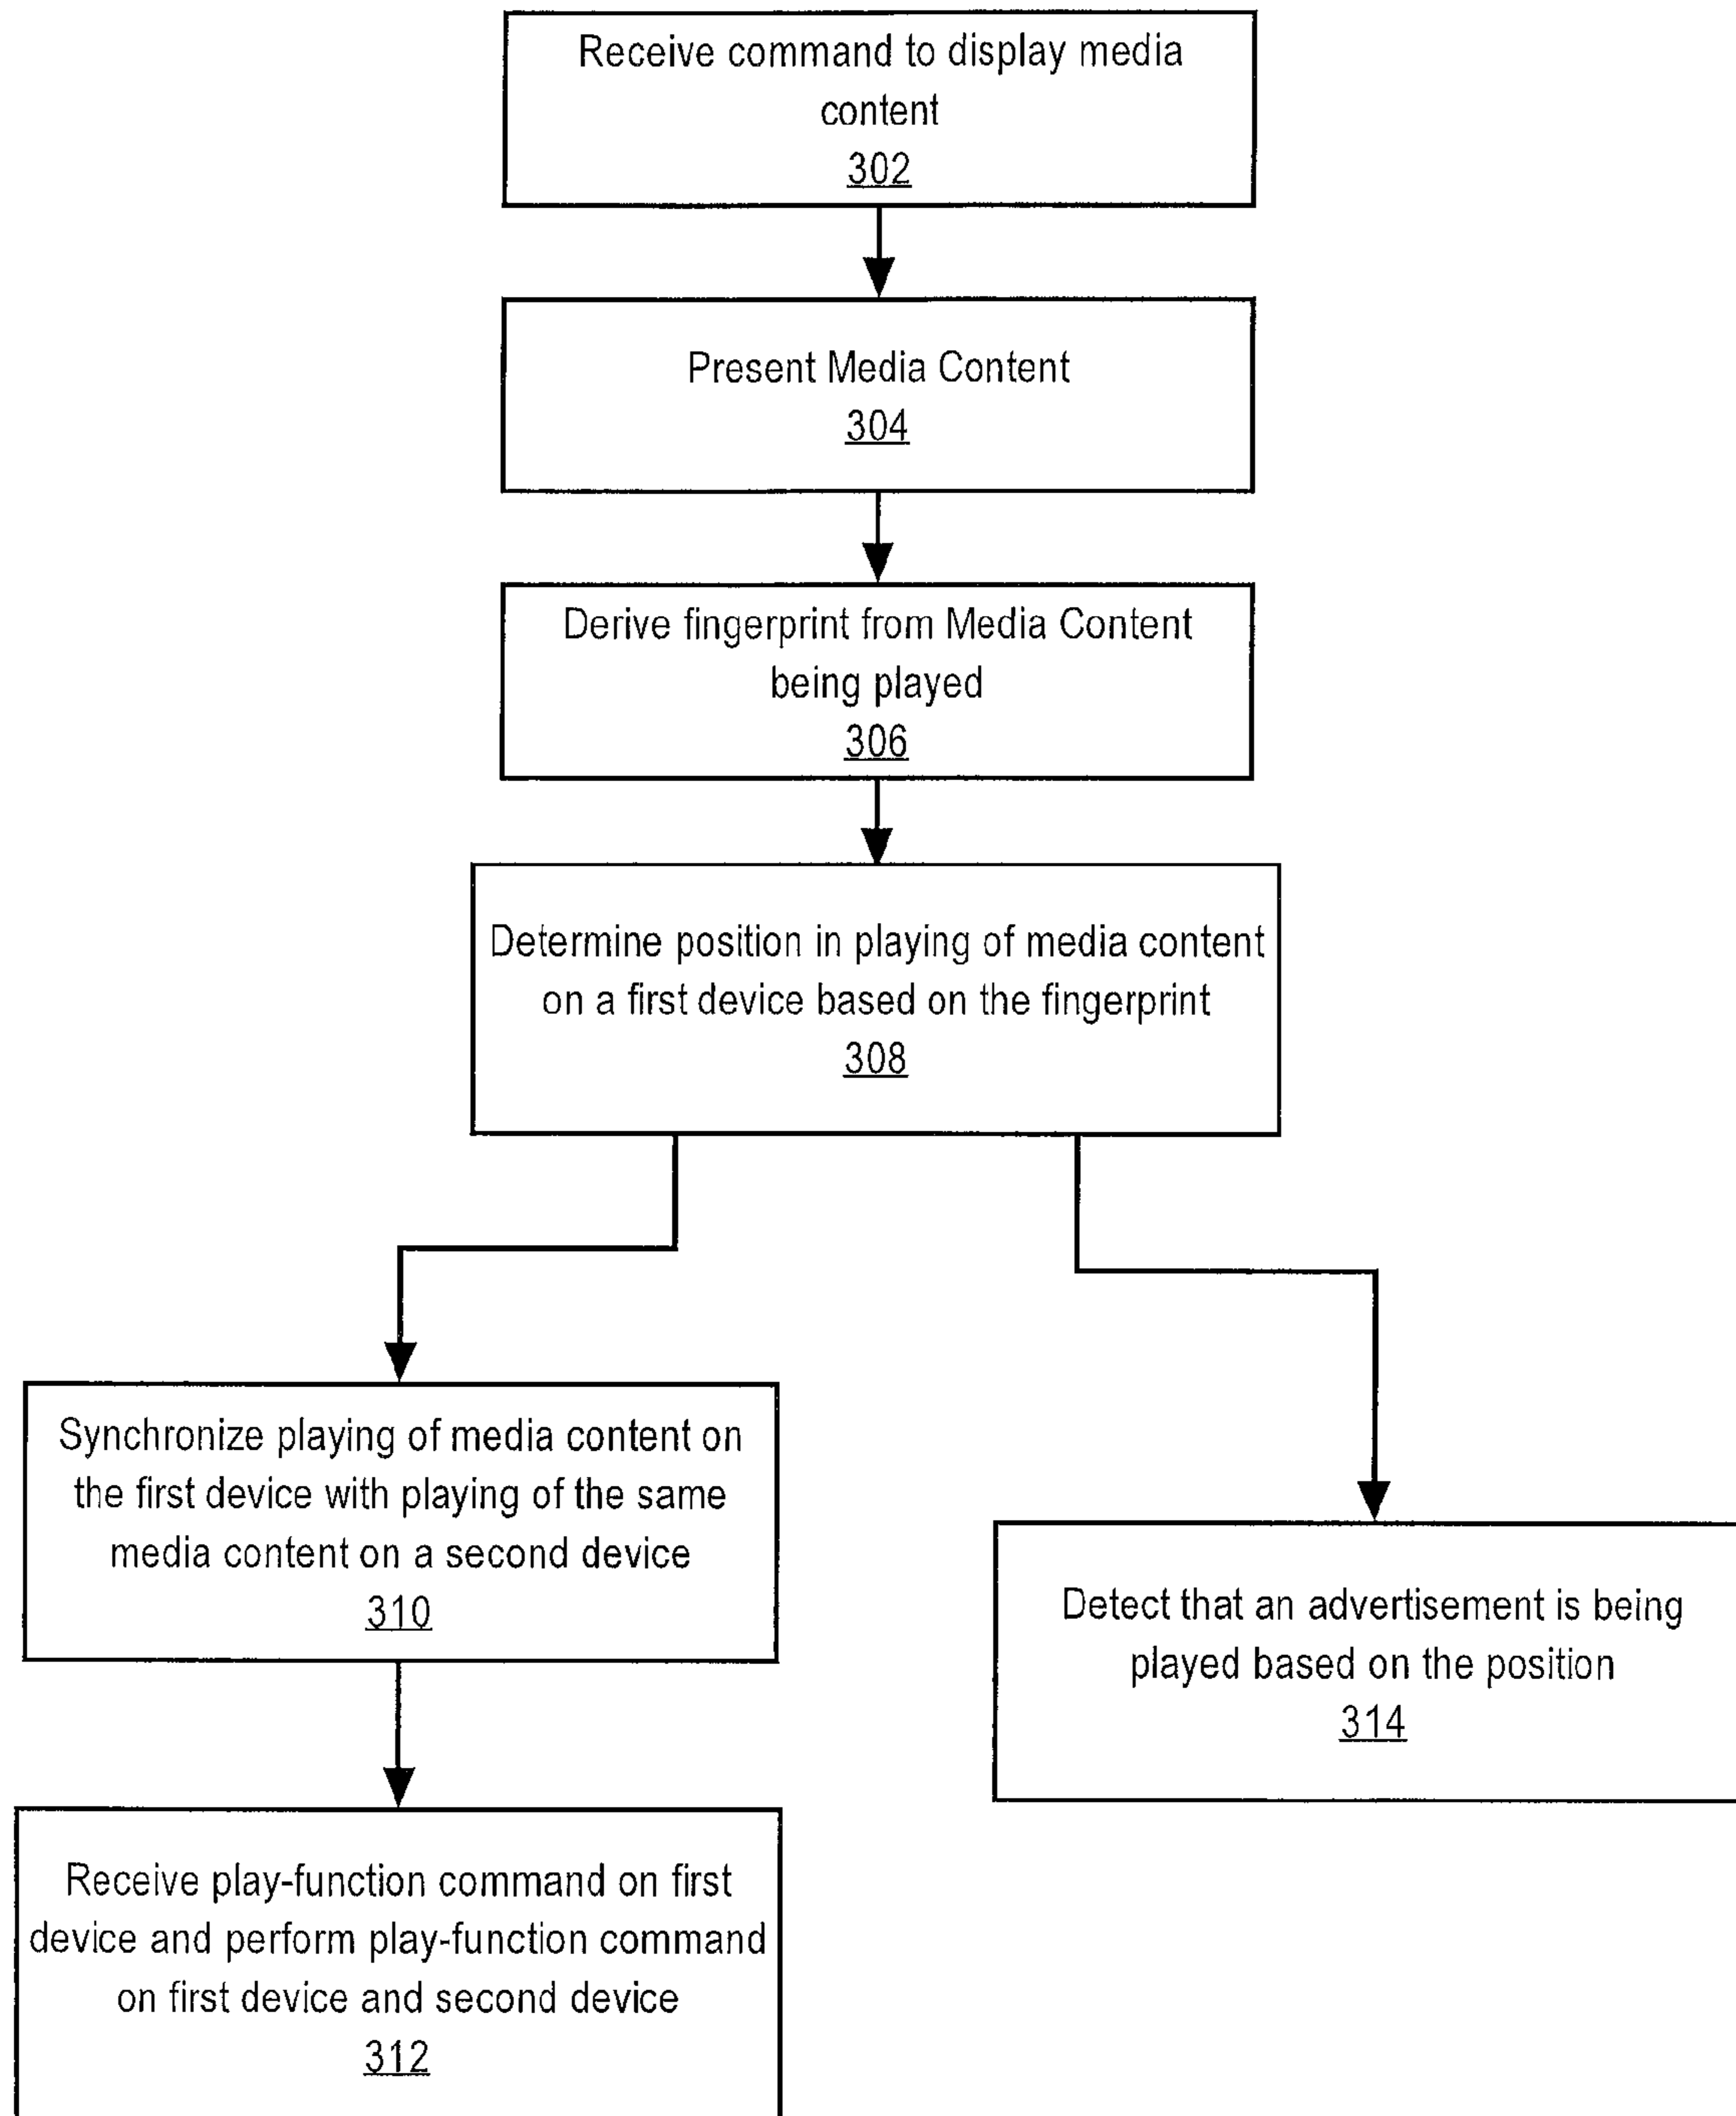 Receive command to display media
content
302
Present Media Content
304
Derive fingerprint from Media Content
being played
306
Determine position in playing of media content
on a first device based on the fingerprint
308
Synchronize playing of media content on
the first device with playing of the same
media content on a second device
310
Detect that an advertisement is being
played based on the position
314
Receive play-function command on first
device and perform play-function command
on first device and second device
312